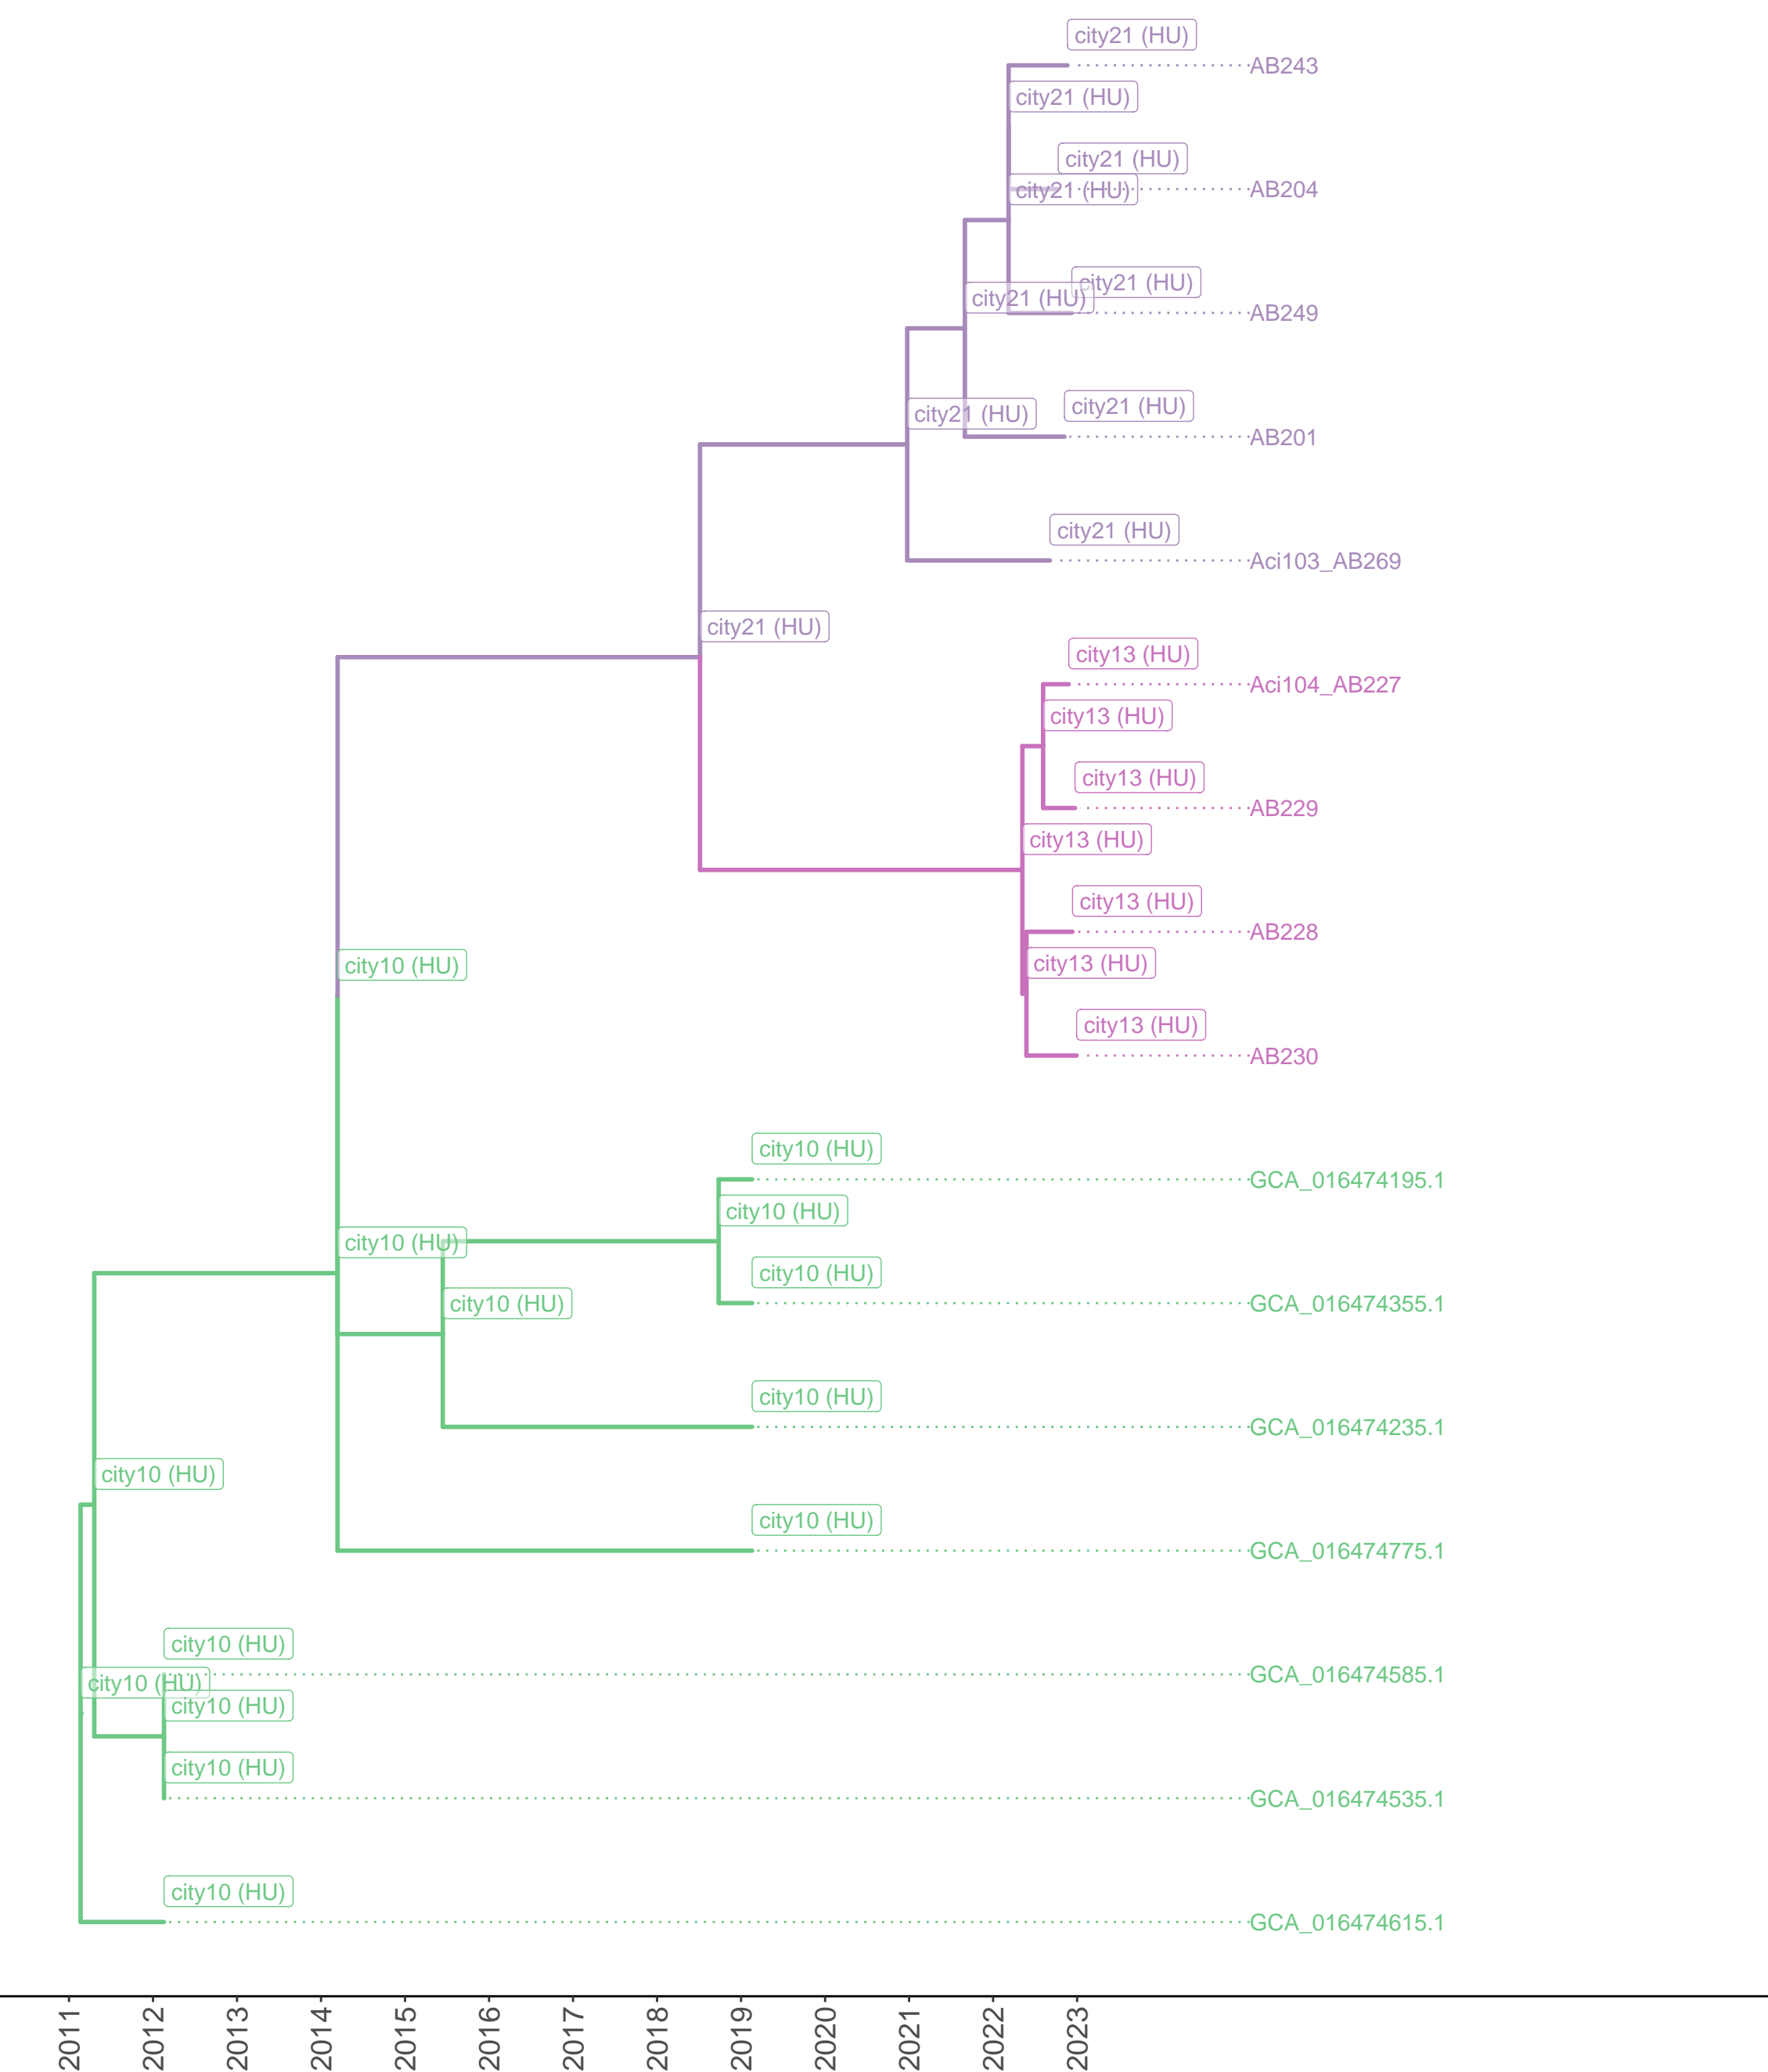 city21 (HU)
AB243
city21 (HU)
city21 (HU)
AB204
city21 (HU)
city21 (HU)
city21 (HU)
AB249
city21 (HU)
city21 (HU)
AB201
city21 (HU)
Aci103_AB269
city21 (HU)
city13 (HU)
Aci104_AB227
city13 (HU)
city13 (HU)
AB229
city13 (HU)
city13 (HU)
AB228
city13 (HU)
city10 (HU)
city13 (HU)
AB230
city10 (HU)
GCA_016474195.1
city10 (HU)
city10 (HU)
city10 (HU)
GCA_016474355.1
city10 (HU)
city10 (HU)
GCA_016474235.1
city10 (HU)
city10 (HU)
GCA_016474775.1
city10 (HU)
GCA_016474585.1
city10 (HU)
city10 (HU)
city10 (HU)
GCA_016474535.1
city10 (HU)
GCA_016474615.1
2011
2012
2013
2014
2015
2016
2017
2018
2019
2020
2021
2022
2023